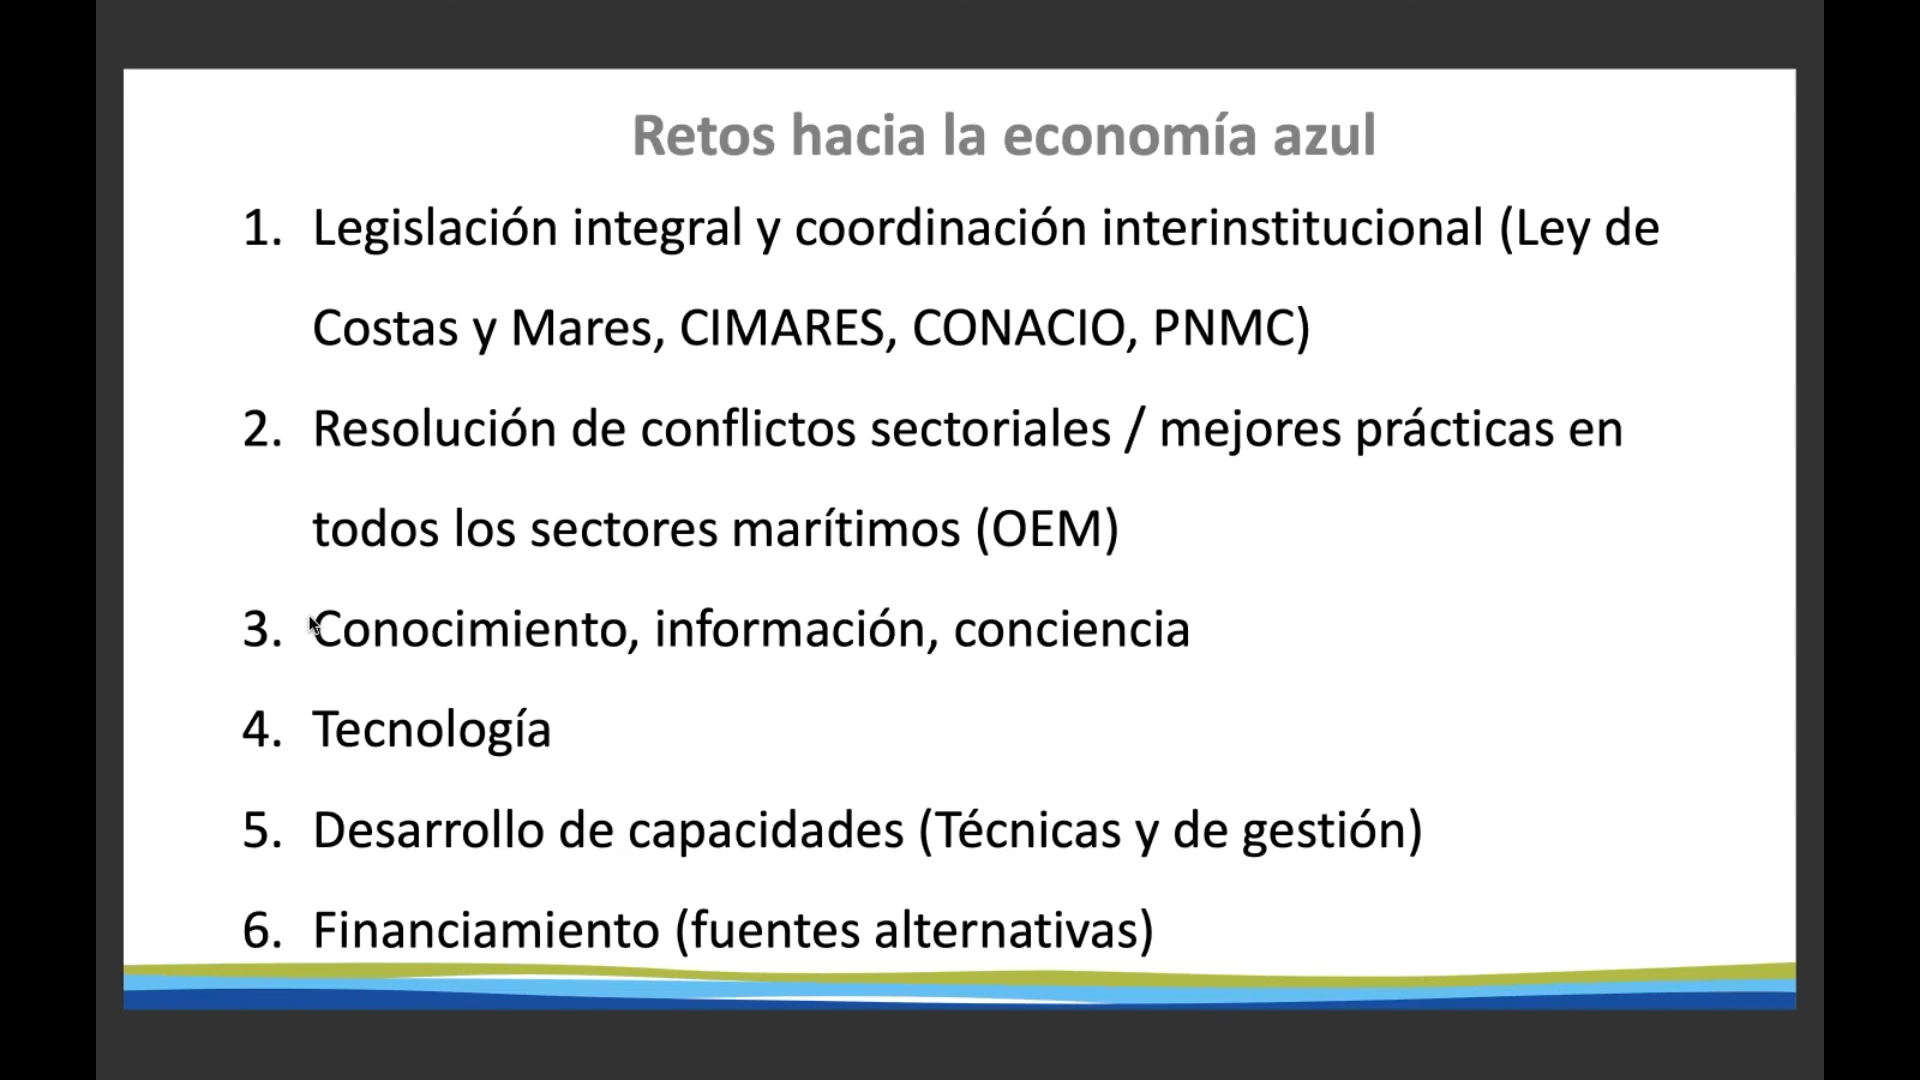 Retos hacia la economía azul
1. Legislación integral y coordinación interinstitucional (Ley de
Costas y Mares, CIMARES, CONACIO, PNMC)
2. Resolución de conflictos sectoriales / mejores prácticas en
todos los sectores marítimos (OEM)
3. Conocimiento, información, conciencia
4. Tecnología
5. Desarrollo de capacidades (Técnicas y de gestión)
6. Financiamiento (fuentes alternativas)